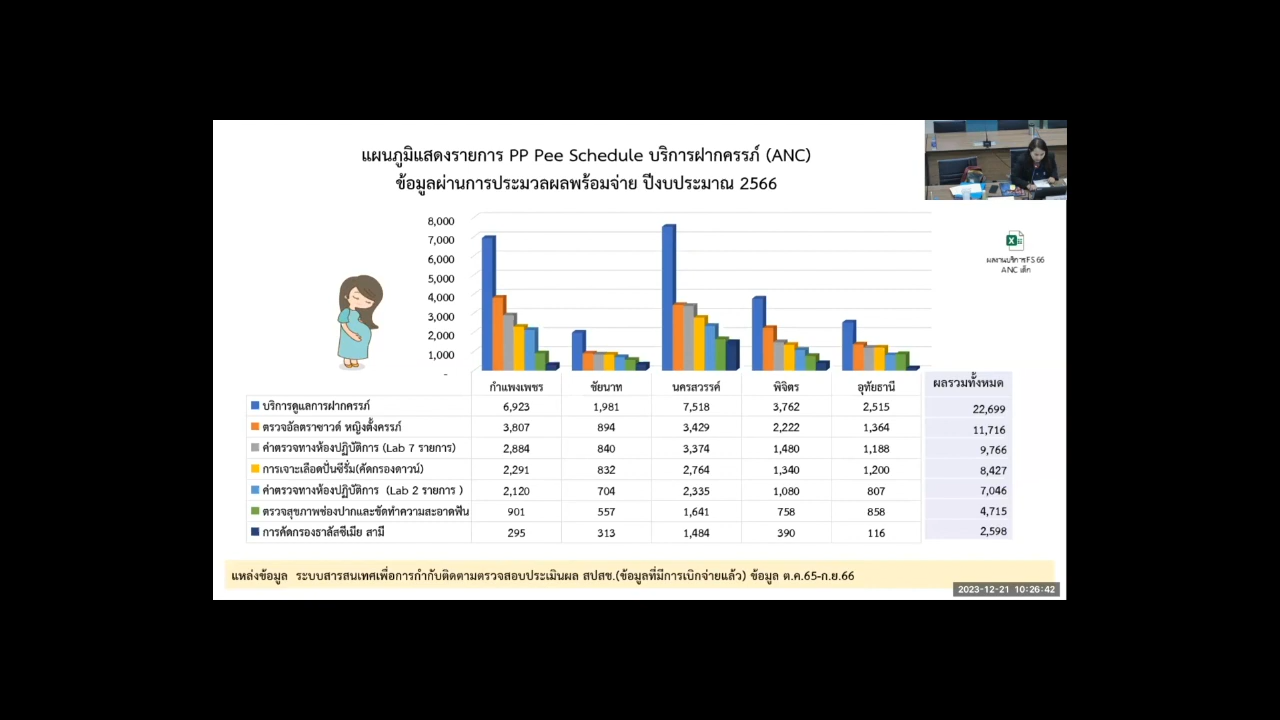 แผนภูมิแสดงรายการ PP Pee Schedule บริการฝากครรภ์ (ANC)
ข้อมูลผ่านการประมวลผลพร้อมจ่าย ปีงบประมาณ 2566
8,000
7,000
6,000
5,000
4,000
3,000
2,000
1,000
-
ผลงานบริการFS 66
ANC เด็ก
กำแพงเพชร ชัยนาท นครสวรรค์ พิจิตร อุทัยธานี ผลรวมทั้งหมด
บริการดูแลการฝากครรภ์ 6,923 1,981 7,518 3,762 2,515 22,699
ตรวจอัลตราซาวด์ หญิงตั้งครรภ์ 3,807 894 3,429 2,222 1,364 11,716
ค่าตรวจทางห้องปฏิบัติการ (Lab 7 รายการ) 2,884 840 3,374 1,480 1,188 9,766
การเจาะเลือดปั่นซีรั่ม(คัดกรองดาวน์) 2,291 832 2,764 1,340 1,200 8,427
ค่าตรวจทางห้องปฏิบัติการ (Lab 2 รายการ ) 2,120 704 2,335 1,080 807 7,046
ตรวจสุขภาพช่องปากและขัดทำความสะอาดฟัน 901 557 1,641 758 858 4,715
การคัดกรองธาลัสซีเมีย สามี 295 313 1,484 390 116 2,598
แหล่งข้อมูล ระบบสารสนเทศเพื่อการกำกับติดตามตรวจสอบประเมินผล สปสช.(ข้อมูลที่มีการเบิกจ่ายแล้ว) ข้อมูล ต.ค.65-ก.ย.66
2023-12-21 10:26:42